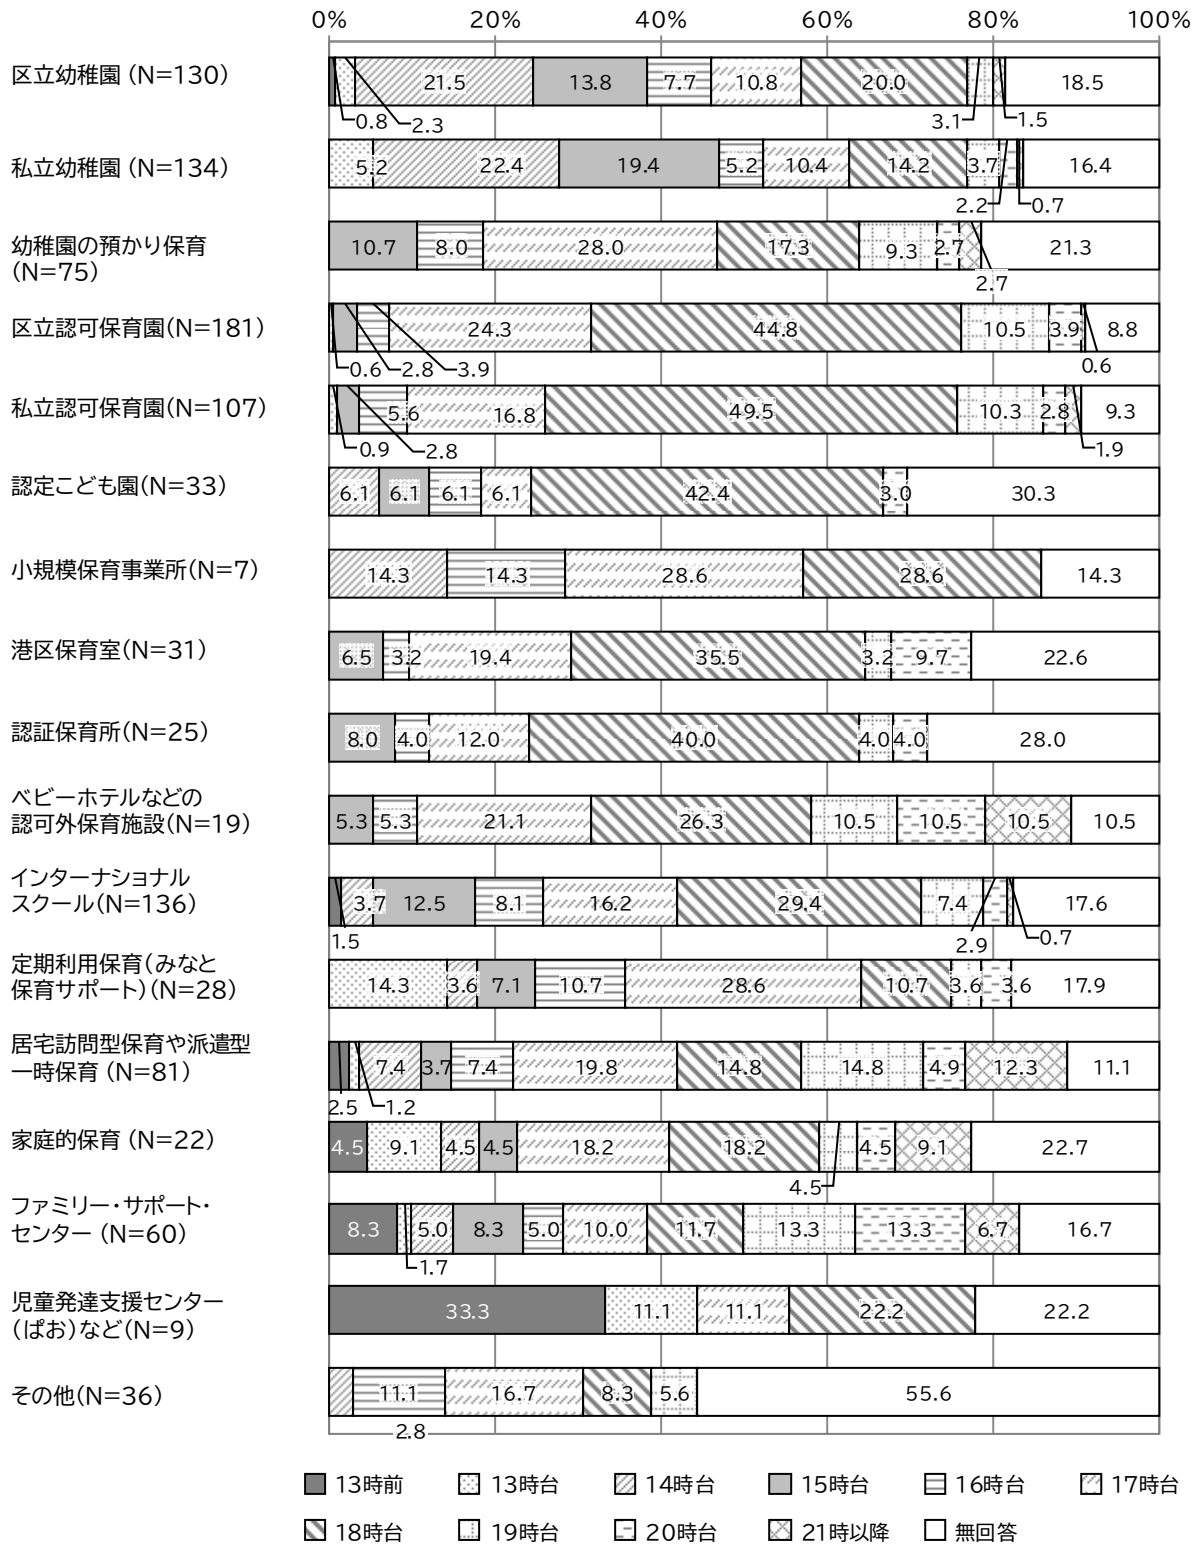 0% 20% 40% 60% 80% 100%
区立幼稚園 (N=130)
21.5 13.8 7.7 10.8 20.0 18.5
0.8 2.3 3.1 1.5
私立幼稚園 (N=134)
5.2 22.4 19.4 5.2 10.4 14.2 3.7 16.4
2.2 0.7
幼稚園の預かり保育
(N=75)
10.7 8.0 28.0 17.3 9.3 2.7 21.3
2.7
区立認可保育園(N=181)
24.3 44.8 10.5 3.9 8.8
0.6 2.8 3.9 0.6
私立認可保育園(N=107)
5.6 16.8 49.5 10.3 2.8 9.3
0.9 2.8 1.9
認定こども園(N=33)
6.1 6.1 6.1 6.1 42.4 3.0 30.3
小規模保育事業所(N=7)
14.3 14.3 28.6 28.6 14.3
港区保育室(N=31)
6.5 3.2 19.4 35.5 3.2 9.7 22.6
認証保育所(N=25)
8.0 4.0 12.0 40.0 4.0 4.0 28.0
ベビーホテルなどの
認可外保育施設(N=19)
5.3 5.3 21.1 26.3 10.5 10.5 10.5 10.5
インターナショナル
スクール(N=136)
3.7 12.5 8.1 16.2 29.4 7.4 17.6
1.5 2.9 0.7
定期利用保育(みなと
保育サポート)(N=28)
14.3 3.6 7.1 10.7 28.6 10.7 3.6 3.6 17.9
居宅訪問型保育や派遣型
一時保育 (N=81)
7.4 3.7 7.4 19.8 14.8 14.8 4.9 12.3 11.1
2.5 1.2
家庭的保育 (N=22)
4.5 9.1 4.5 4.5 18.2 18.2 4.5 9.1 22.7
4.5
ファミリー・サポート・
センター (N=60)
8.3 5.0 8.3 5.0 10.0 11.7 13.3 13.3 6.7 16.7
1.7
児童発達支援センター
(ぱお)など(N=9)
33.3 11.1 11.1 22.2 22.2
その他(N=36)
11.1 16.7 8.3 5.6 55.6
2.8
13時前 13時台 14時台 15時台 16時台 17時台
18時台 19時台 20時台 21時以降 無回答